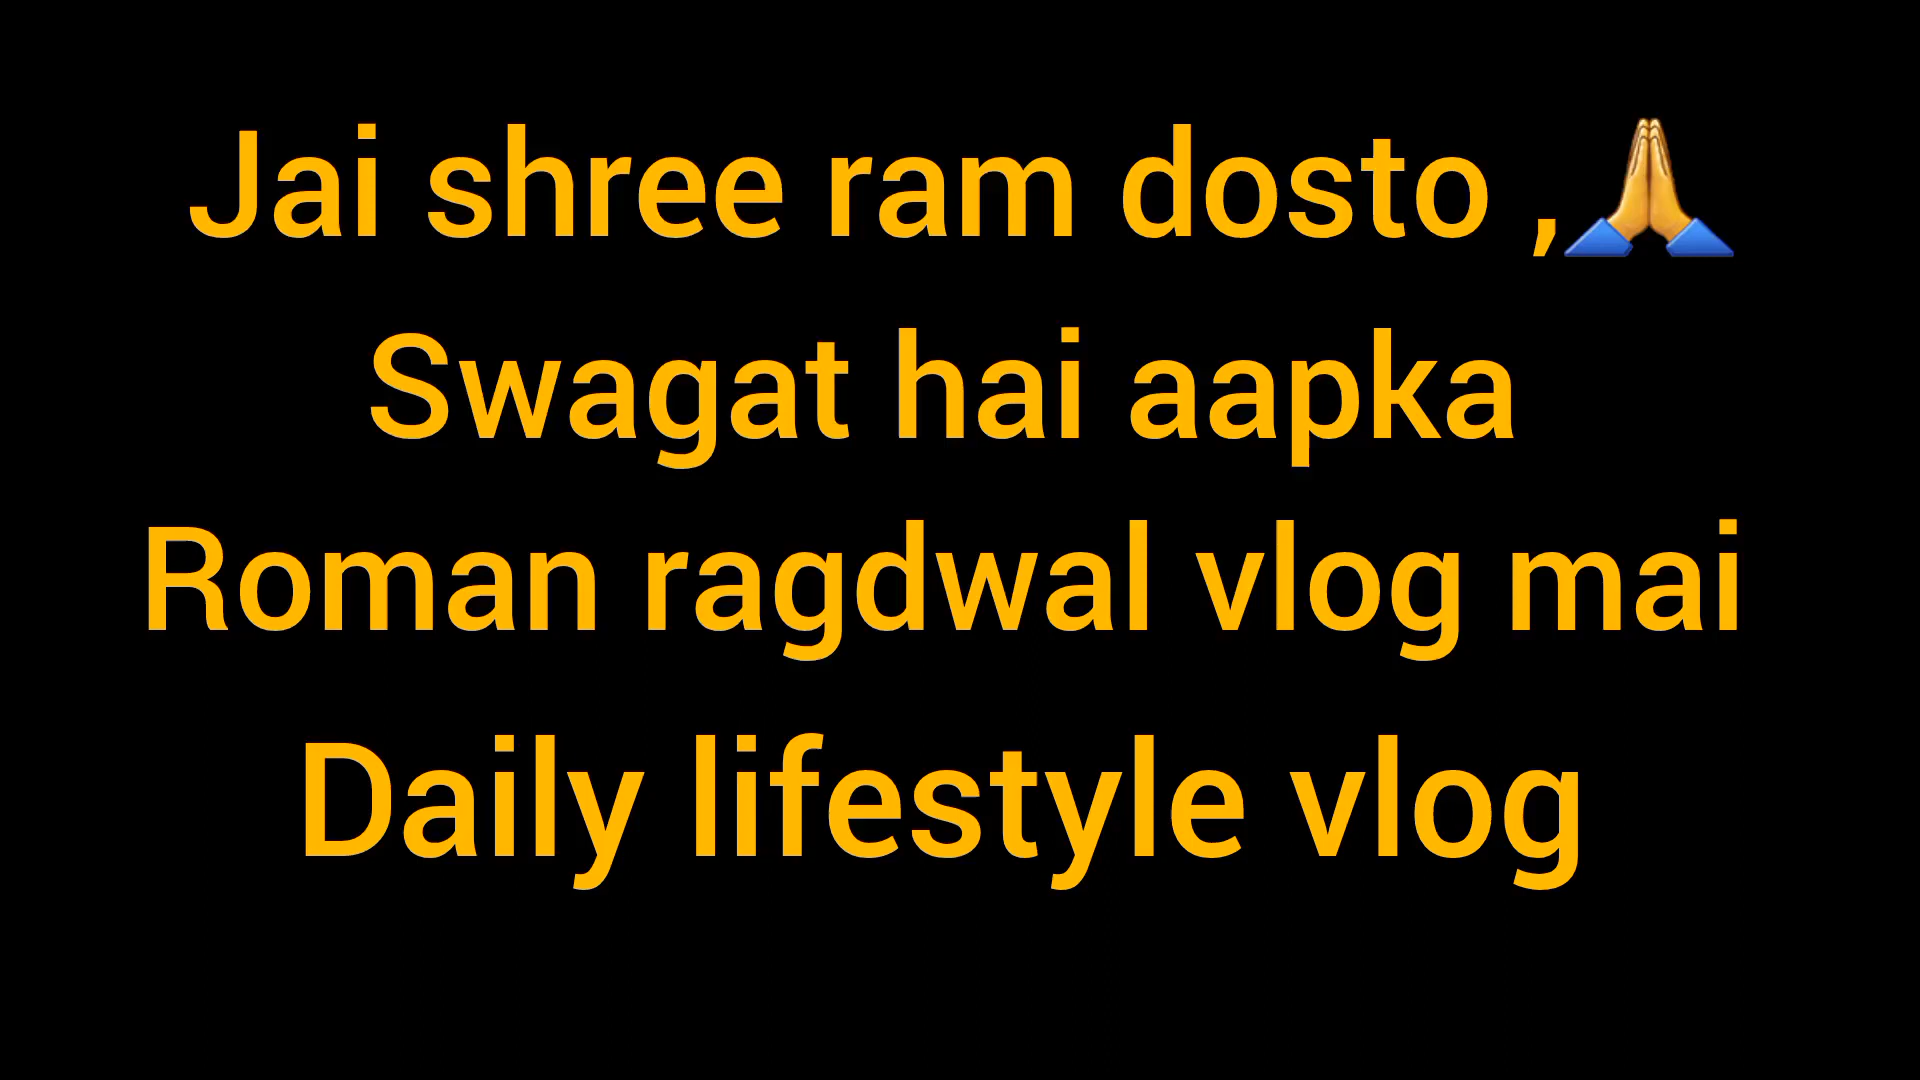 Jai shree ram dosto ,🙏
Swagat hai aapka
Roman ragdwal vlog mai
Daily lifestyle vlog